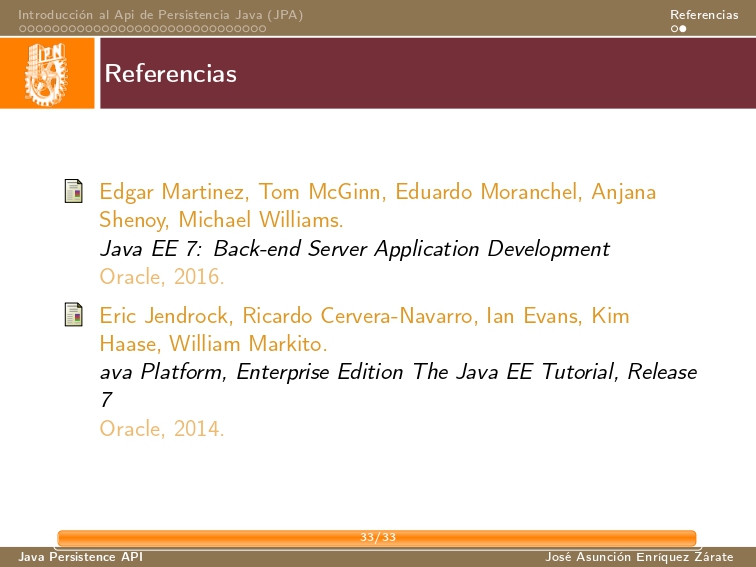 Introducción al Api de Persistencia Java (JPA)
Referencias
IPN
Referencias
Edgar Martinez, Tom McGinn, Eduardo Moranchel, Anjana
Shenoy, Michael Williams.
Java EE 7: Back-end Server Application Development
Oracle, 2016.
Eric Jendrock, Ricardo Cervera-Navarro, Ian Evans, Kim
Haase, William Markito.
ava Platform, Enterprise Edition The Java EE Tutorial, Release
7
Oracle, 2014.
33/33
Java Persistence API
José Asunción Enríquez Zárate